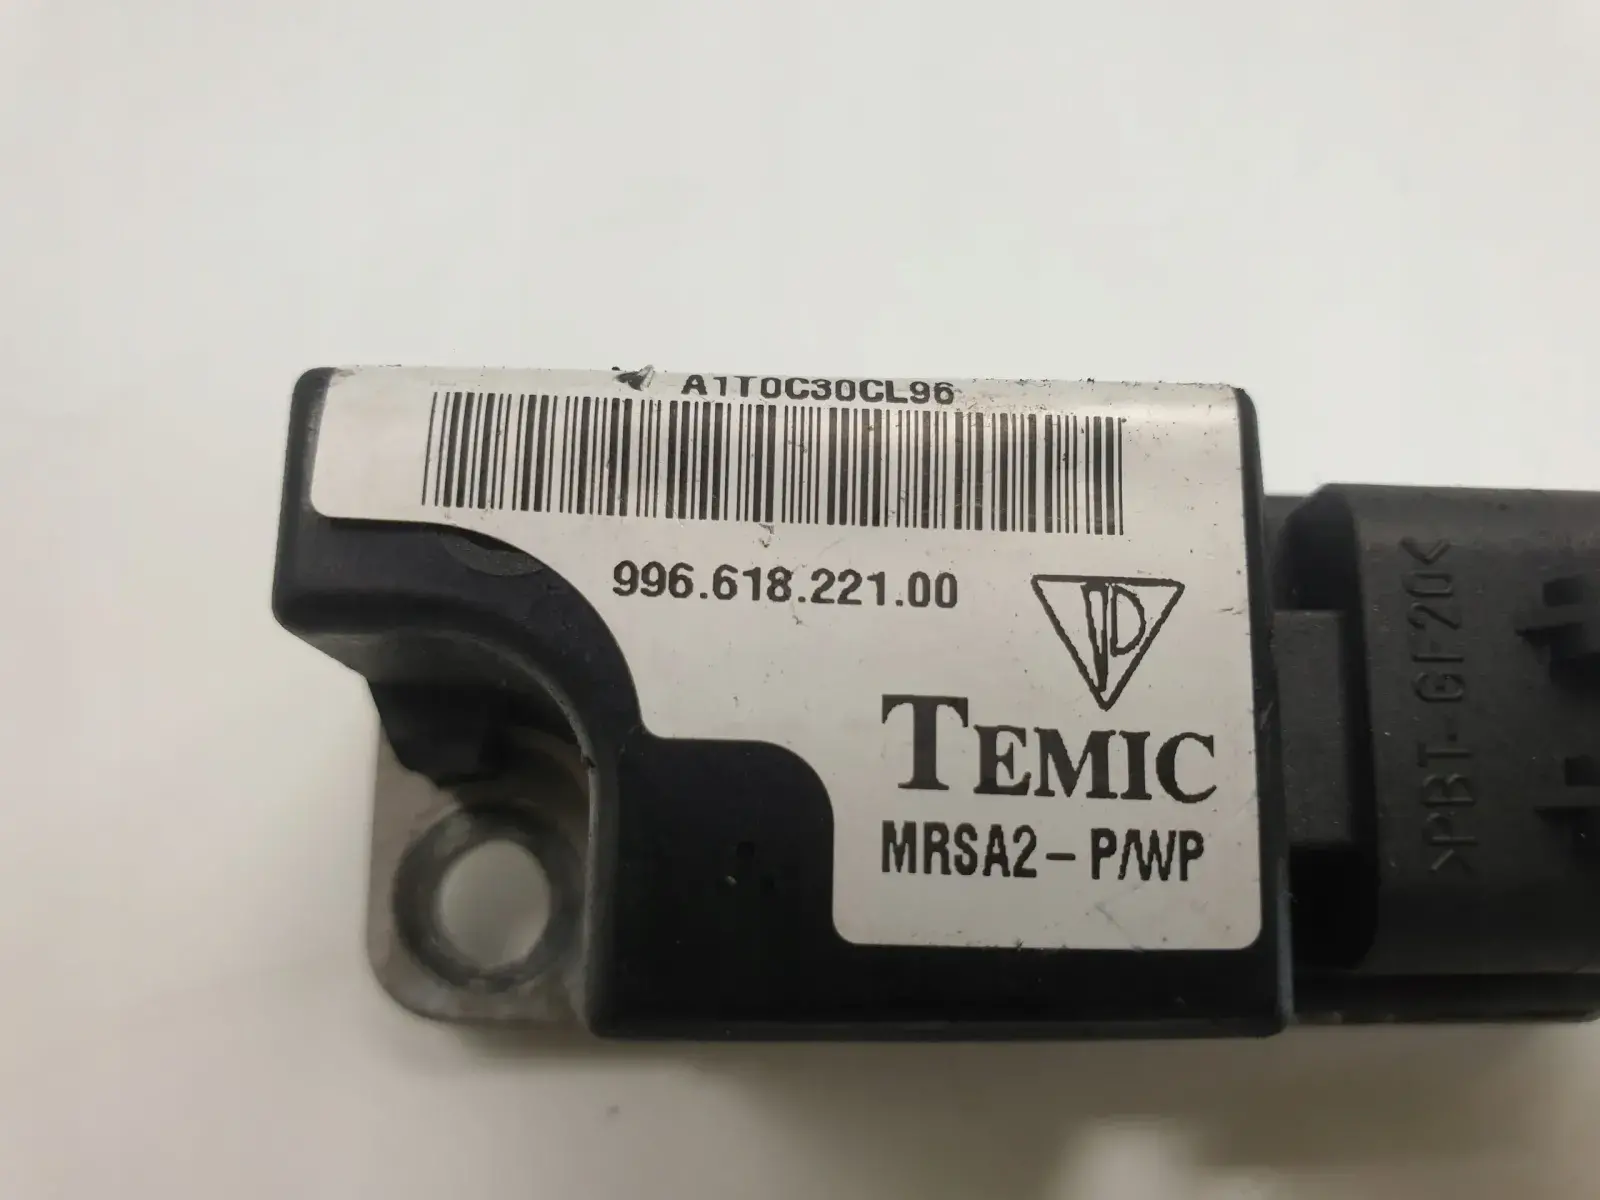 A1T0C30CL96
996.618.221.00
TEMIC
MRSA2-P/WP
>PBT-GF20<